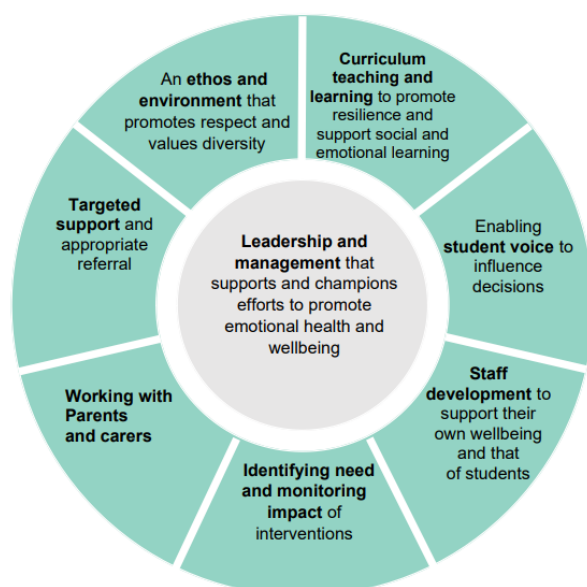 An ethos and
environment that
promotes respect and
values diversity
Curriculum
teaching and
learning to promote
resilience and
support social and
emotional learning
Enabling
student voice to
influence
decisions
Staff
development to
support their
own wellbeing
and that
of students
Identifying need
and monitoring
impact of
interventions
Working with
Parents
and carers
Targeted
support and
appropriate
referral
Leadership and
management that
supports and champions
efforts to promote
emotional health and
wellbeing